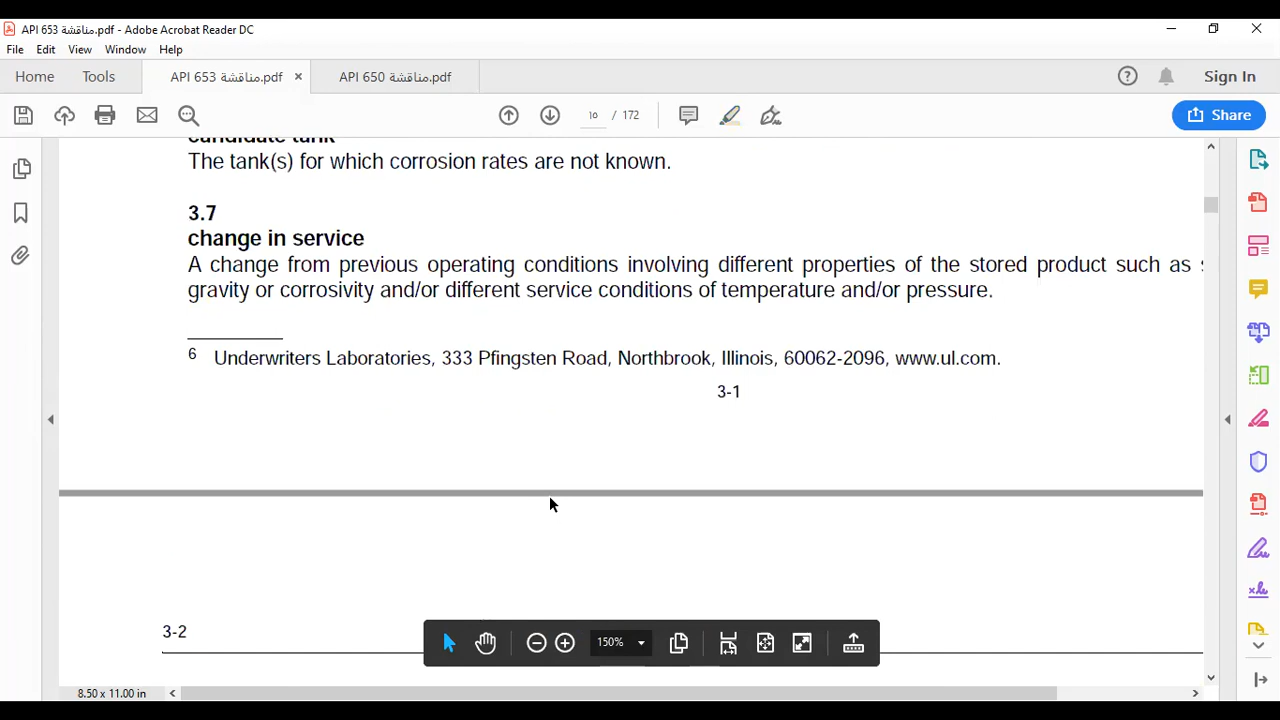 API 653 مناقشة.pdf - Adobe Acrobat Reader DC
File Edit View Window Help
Home Tools API 653 مناقشة.pdf × API 650 مناقشة.pdf Sign In
١٥ / 172 Share
candidate tank
The tank(s) for which corrosion rates are not known.
3.7
change in service
A change from previous operating conditions involving different properties of the stored product such as
gravity or corrosivity and/or different service conditions of temperature and/or pressure.
6 Underwriters Laboratories, 333 Pfingsten Road, Northbrook, Illinois, 60062-2096, www.ul.com.
3-1
3-2
150%
8.50 x 11.00 in